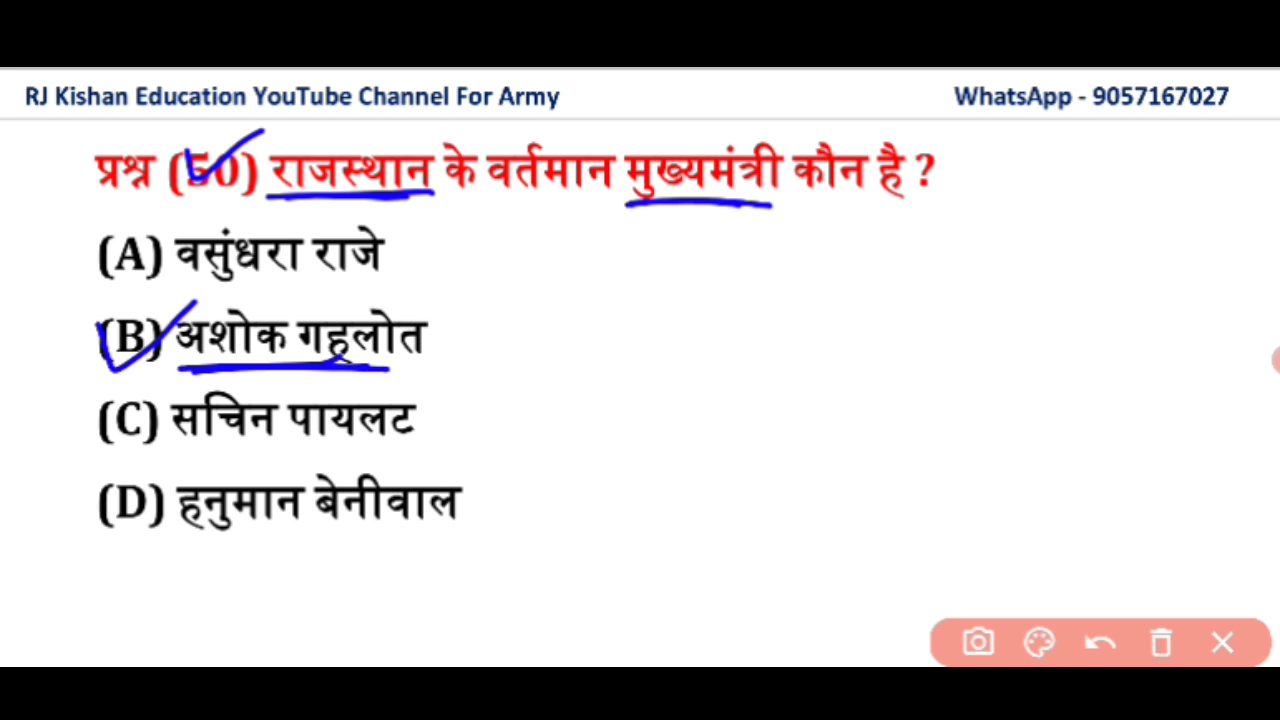 RJ Kishan Education YouTube Channel For Army
WhatsApp - 9057167027
प्रश्न (50) राजस्थान के वर्तमान मुख्यमंत्री कौन है ?
(A) वसुंधरा राजे
(B) अशोक गहलोत
(C) सचिन पायलट
(D) हनुमान बेनीवाल